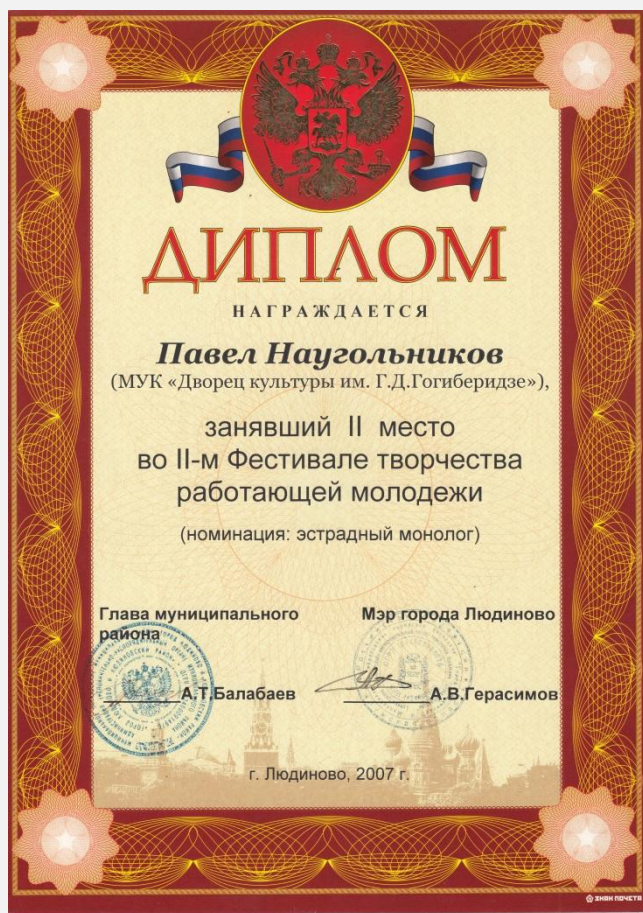 ДИПЛОМ
НАГРАЖДАЕТСЯ
Павел Наугольников
(МУК «Дворец культуры им. Г.Д.Гогиберидзе»),
занявший II место
во II-м Фестивале творчества
работающей молодежи
(номинация: эстрадный монолог)
Глава муниципального района
Мэр города Людиново
А.Т.Балабаев
А.В.Герасимов
г. Людиново, 2007 г.
ЗНАК ПОЧЕТА